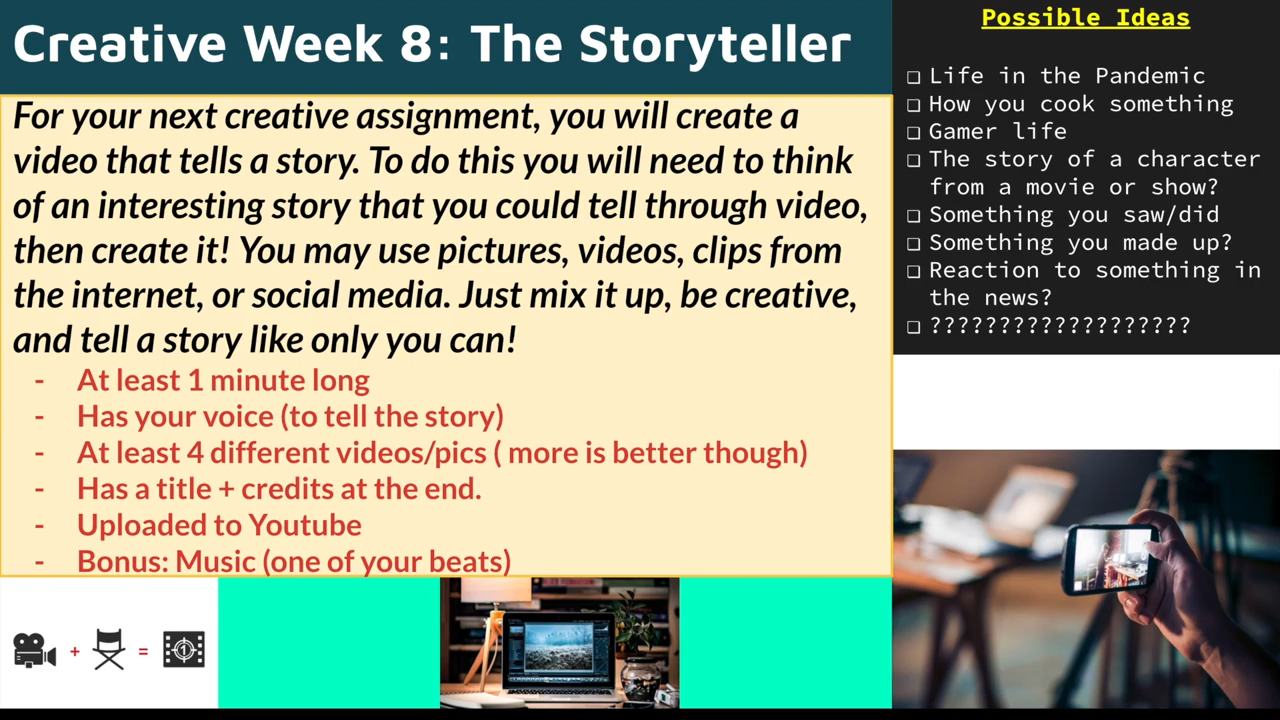 Creative Week 8: The Storyteller
For your next creative assignment, you will create a
video that tells a story. To do this you will need to think
of an interesting story that you could tell through video,
then create it! You may use pictures, videos, clips from
the internet, or social media. Just mix it up, be creative,
and tell a story like only you can!
- At least 1 minute long
- Has your voice (to tell the story)
- At least 4 different videos/pics ( more is better though)
- Has a title + credits at the end.
- Uploaded to Youtube
- Bonus: Music (one of your beats)
+ = 1
Possible Ideas
❏ Life in the Pandemic
❏ How you cook something
❏ Gamer life
❏ The story of a character
from a movie or show?
❏ Something you saw/did
❏ Something you made up?
❏ Reaction to something in
the news?
❏ ???????????????????